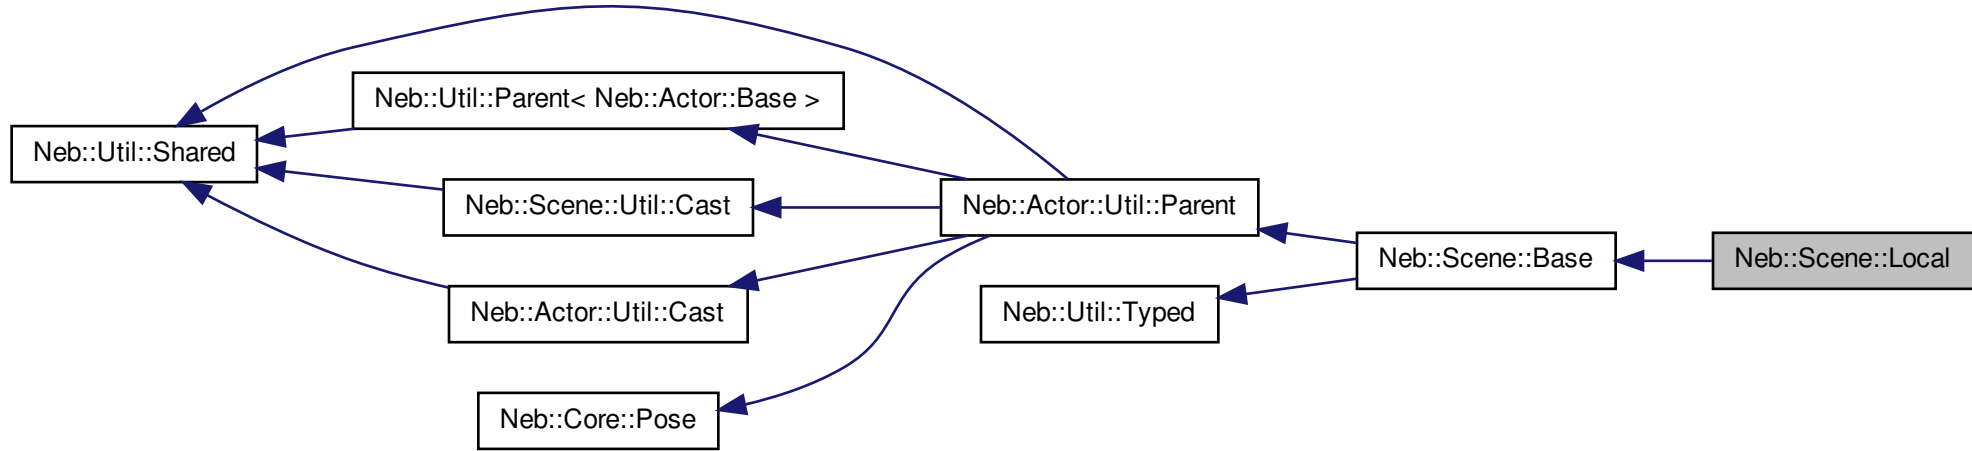 Neb::Util::Shared
Neb::Util::Parent< Neb::Actor::Base >
Neb::Scene::Util::Cast
Neb::Actor::Util::Cast
Neb::Core::Pose
Neb::Actor::Util::Parent
Neb::Util::Typed
Neb::Scene::Base
Neb::Scene::Local